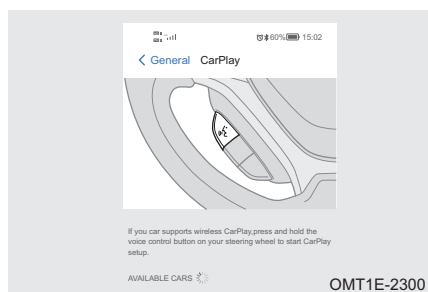 60% 15:02
General CarPlay
If you car supports wireless CarPlay,press and hold the
voice control button on your steering wheel to start CarPlay
setup.
AVAILABLE CARS
OMT1E-2300